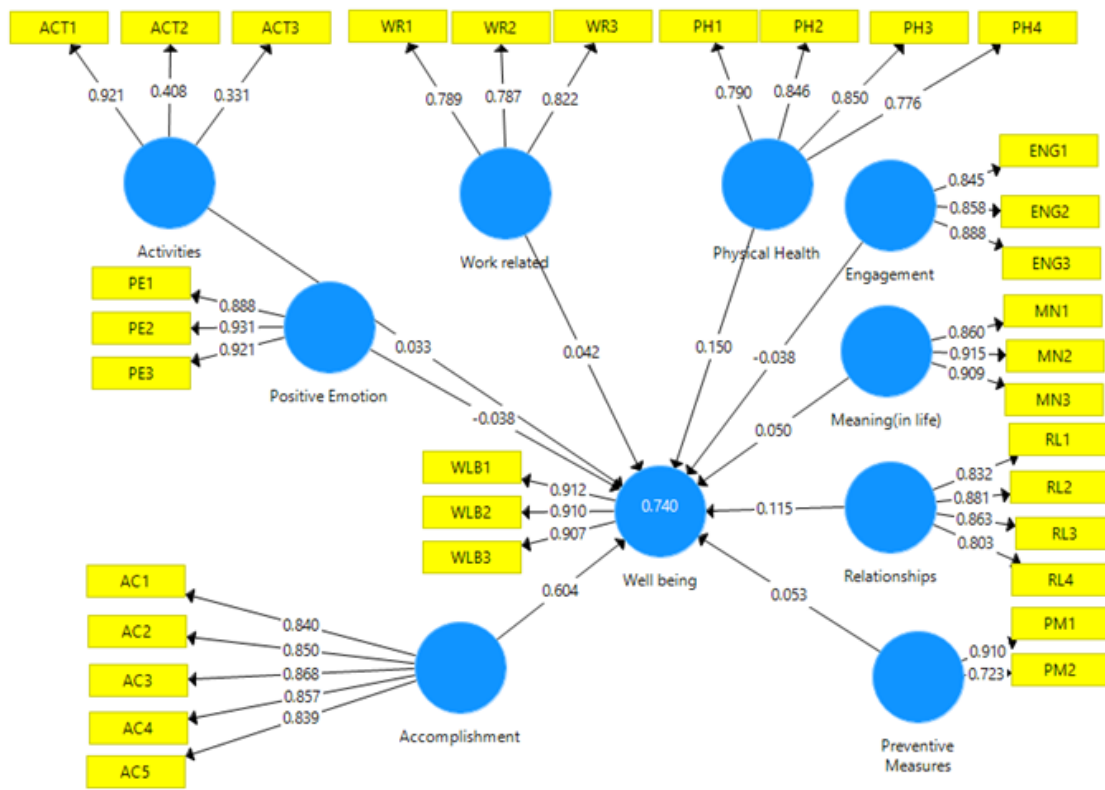 ACT1
ACT2
ACT3
WR1
WR2
WR3
PH1
PH2
PH3
PH4
0.921
0.408
0.331
0.789
0.787
0.822
0.790
0.846
0.850
0.776
Activities
Work related
Physical Health
ENG1
ENG2
ENG3
0.845
0.858
0.888
Engagement
PE1
PE2
PE3
0.888
0.931
0.921
Positive Emotion
MN1
MN2
MN3
0.860
0.915
0.909
Meaning(in life)
0.033
-0.038
0.042
0.150
-0.038
0.050
WLB1
WLB2
WLB3
0.912
0.910
0.907
0.740
Well being
0.115
RL1
RL2
RL3
RL4
0.832
0.881
0.863
0.803
Relationships
AC1
AC2
AC3
AC4
AC5
0.840
0.850
0.868
0.857
0.839
Accomplishment
0.604
0.053
PM1
PM2
0.910
0.723
Preventive
Measures